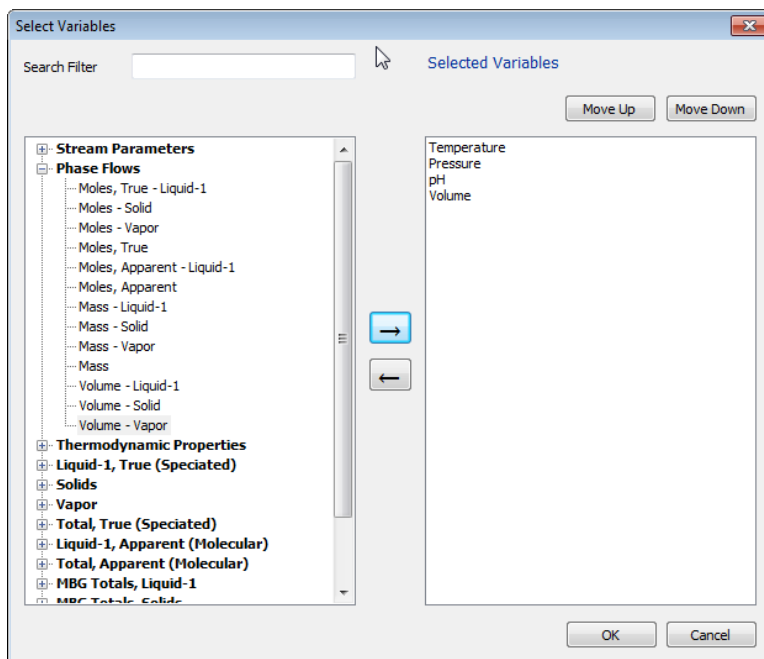 Select Variables
Search Filter
Selected Variables
Move Up
Move Down
Stream Parameters
Phase Flows
Moles, True - Liquid-1
Moles - Solid
Moles - Vapor
Moles, True
Moles, Apparent - Liquid-1
Moles, Apparent
Mass - Liquid-1
Mass - Solid
Mass - Vapor
Mass
Volume - Liquid-1
Volume - Solid
Volume - Vapor
Thermodynamic Properties
Liquid-1, True (Speciated)
Solids
Vapor
Total, True (Speciated)
Liquid-1, Apparent (Molecular)
Total, Apparent (Molecular)
MBG Totals, Liquid-1
MBG Totals, Solids
Temperature
Pressure
pH
Volume
OK
Cancel